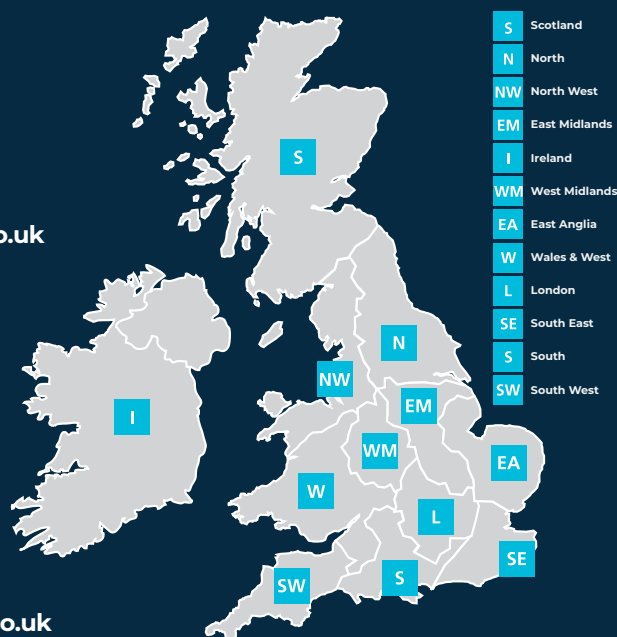 S Scotland
N North
NW North West
EM East Midlands
I Ireland
WM West Midlands
EA East Anglia
W Wales & West
L London
SE South East
S South
SW South West
S
o.uk
N
NW
EM
I
WM
EA
W
L
SE
S
SW
o.uk